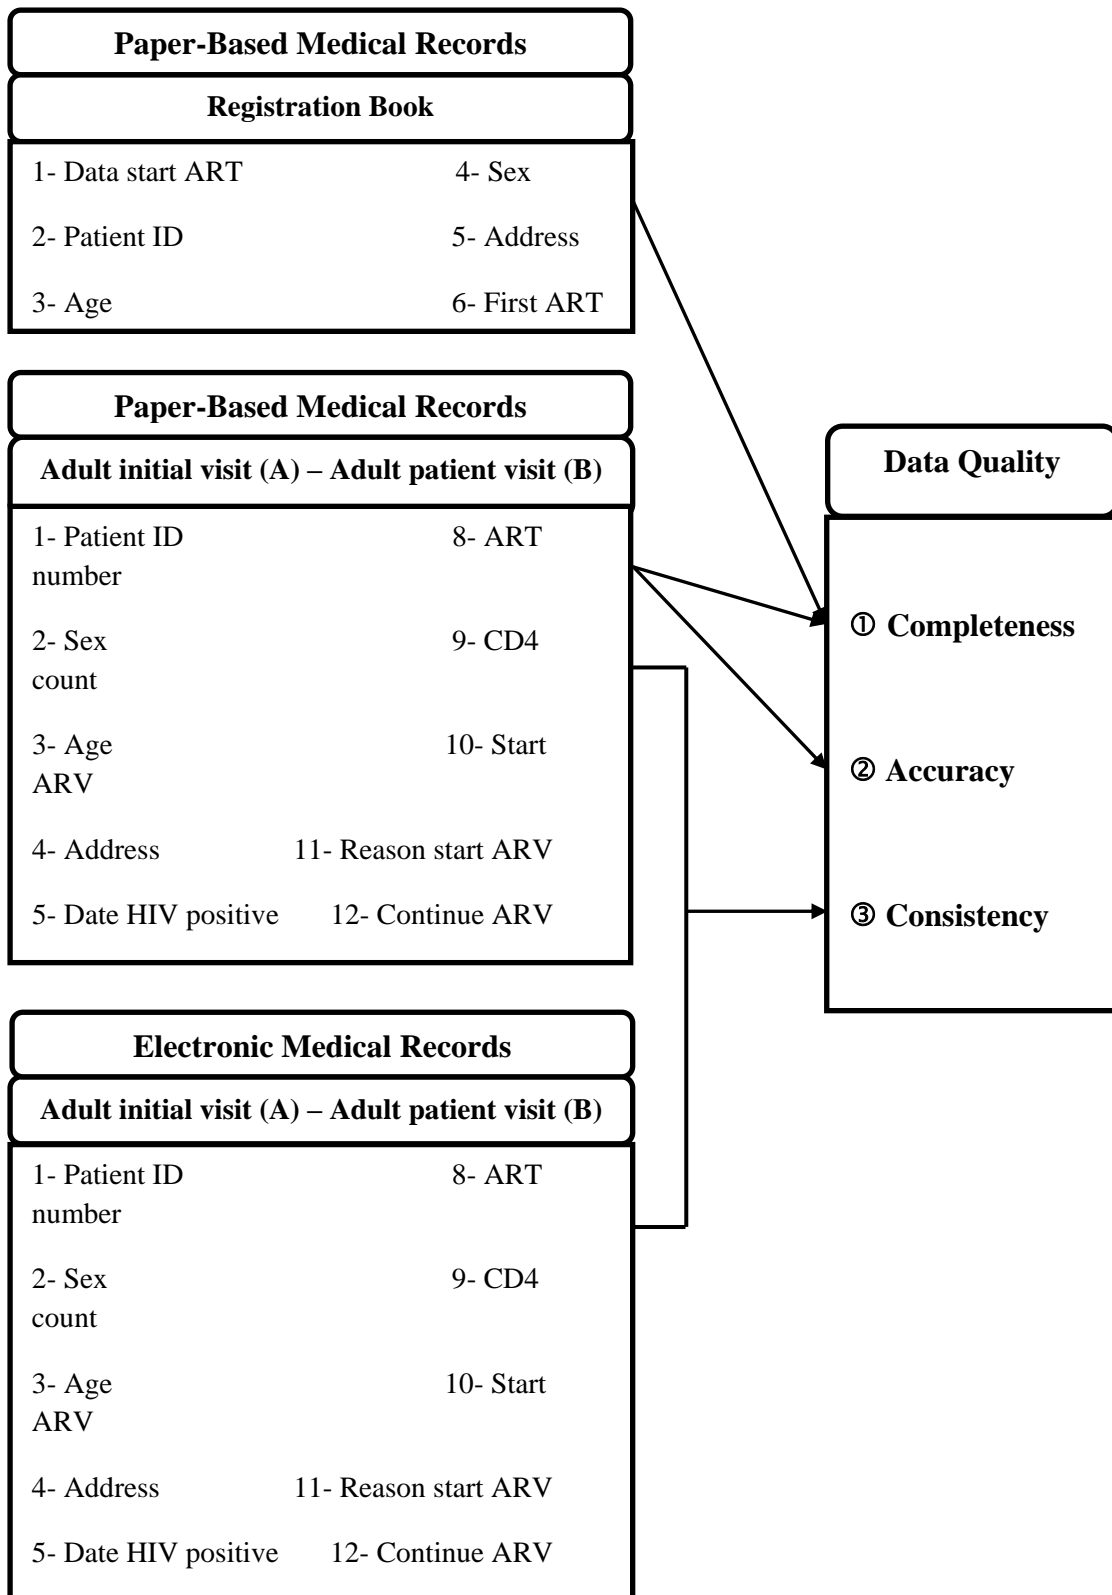 Paper-Based Medical Records
Registration Book
1- Data start ART 4- Sex
2- Patient ID 5- Address
3- Age 6- First ART
Paper-Based Medical Records
Adult initial visit (A) – Adult patient visit (B)
1- Patient ID 8- ART
number
2- Sex 9- CD4
count
3- Age 10- Start
ARV
4- Address 11- Reason start ARV
5- Date HIV positive 12- Continue ARV
Data Quality
① Completeness
② Accuracy
③ Consistency
Electronic Medical Records
Adult initial visit (A) – Adult patient visit (B)
1- Patient ID 8- ART
number
2- Sex 9- CD4
count
3- Age 10- Start
ARV
4- Address 11- Reason start ARV
5- Date HIV positive 12- Continue ARV